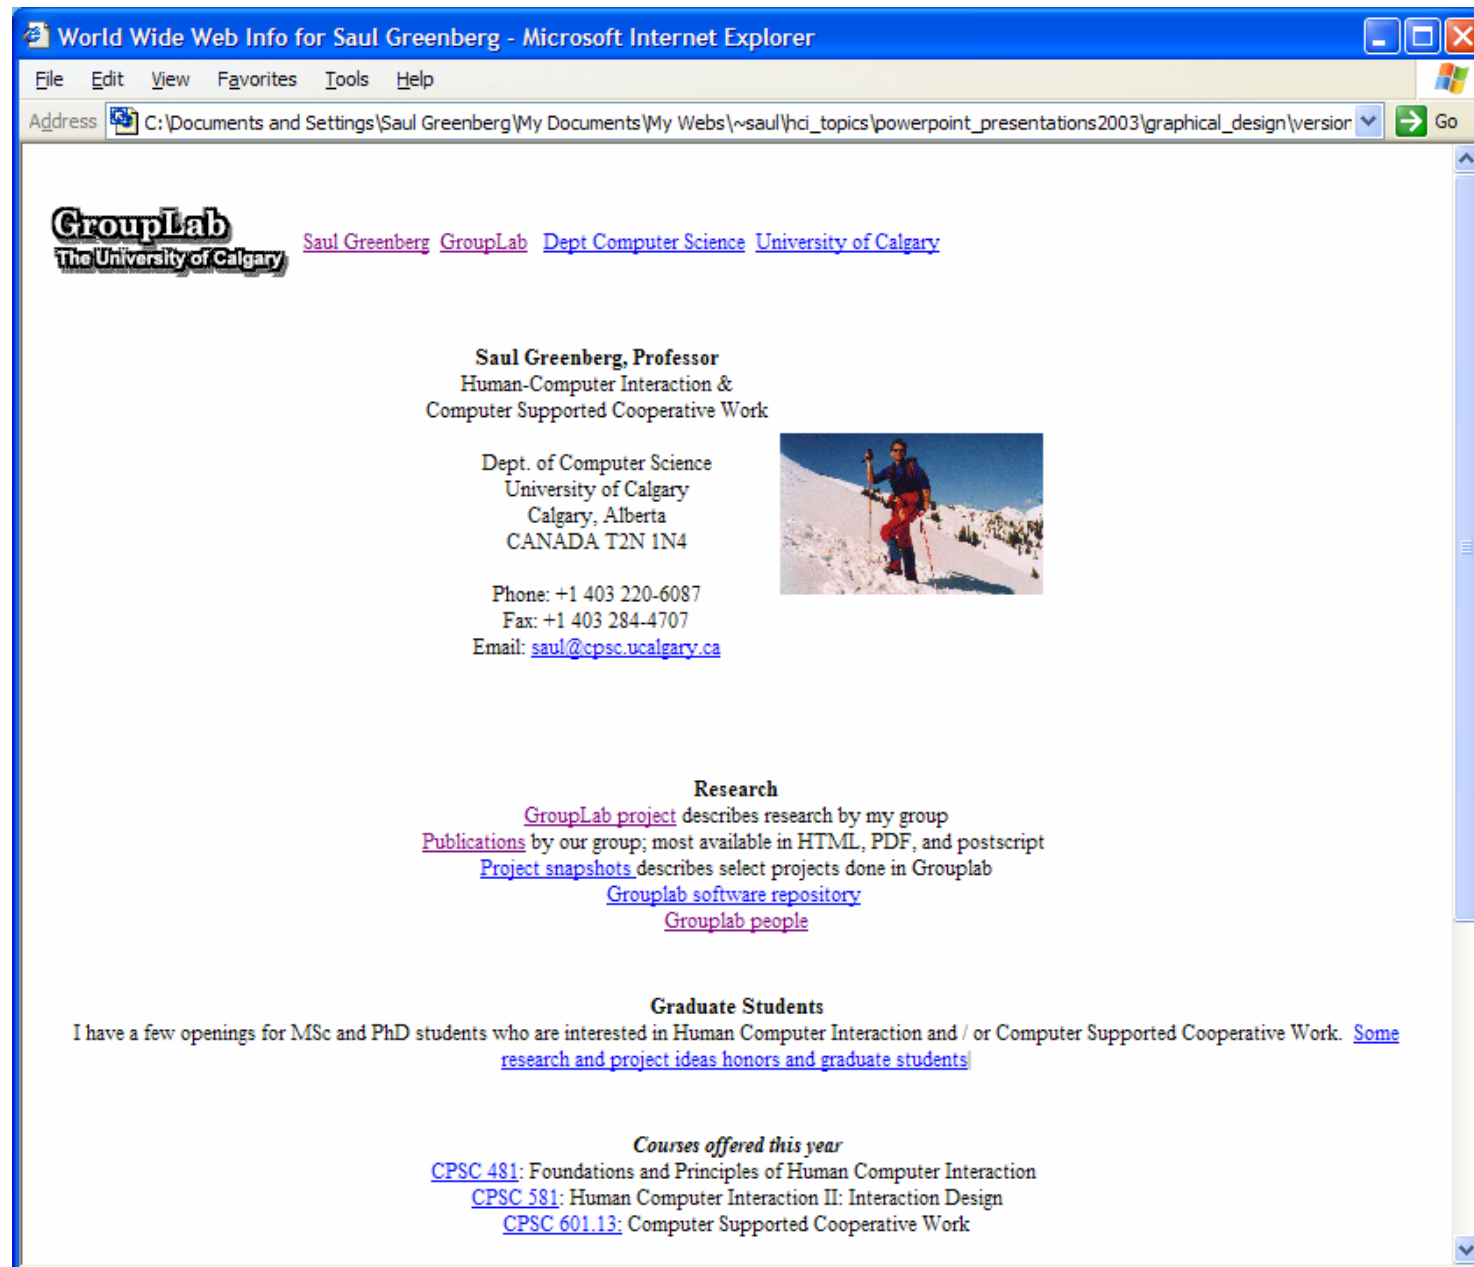 World Wide Web Info for Saul Greenberg - Microsoft Internet Explorer
File Edit View Favorites Tools Help
Address C:\Documents and Settings\Saul Greenberg\My Documents\My Webs\~saul\hci_topics\powerpoint_presentations2003\graphical_design\version Go
GroupLab
The University of Calgary
Saul Greenberg GroupLab Dept Computer Science University of Calgary
Saul Greenberg, Professor
Human-Computer Interaction &
Computer Supported Cooperative Work
Dept. of Computer Science
University of Calgary
Calgary, Alberta
CANADA T2N 1N4
Phone: +1 403 220-6087
Fax: +1 403 284-4707
Email: saul@cpsc.ucalgary.ca
Research
GroupLab project describes research by my group
Publications by our group; most available in HTML, PDF, and postscript
Project snapshots describes select projects done in Grouplab
Grouplab software repository
Grouplab people
Graduate Students
I have a few openings for MSc and PhD students who are interested in Human Computer Interaction and / or Computer Supported Cooperative Work. Some
research and project ideas honors and graduate students
Courses offered this year
CPSC 481: Foundations and Principles of Human Computer Interaction
CPSC 581: Human Computer Interaction II: Interaction Design
CPSC 601.13: Computer Supported Cooperative Work